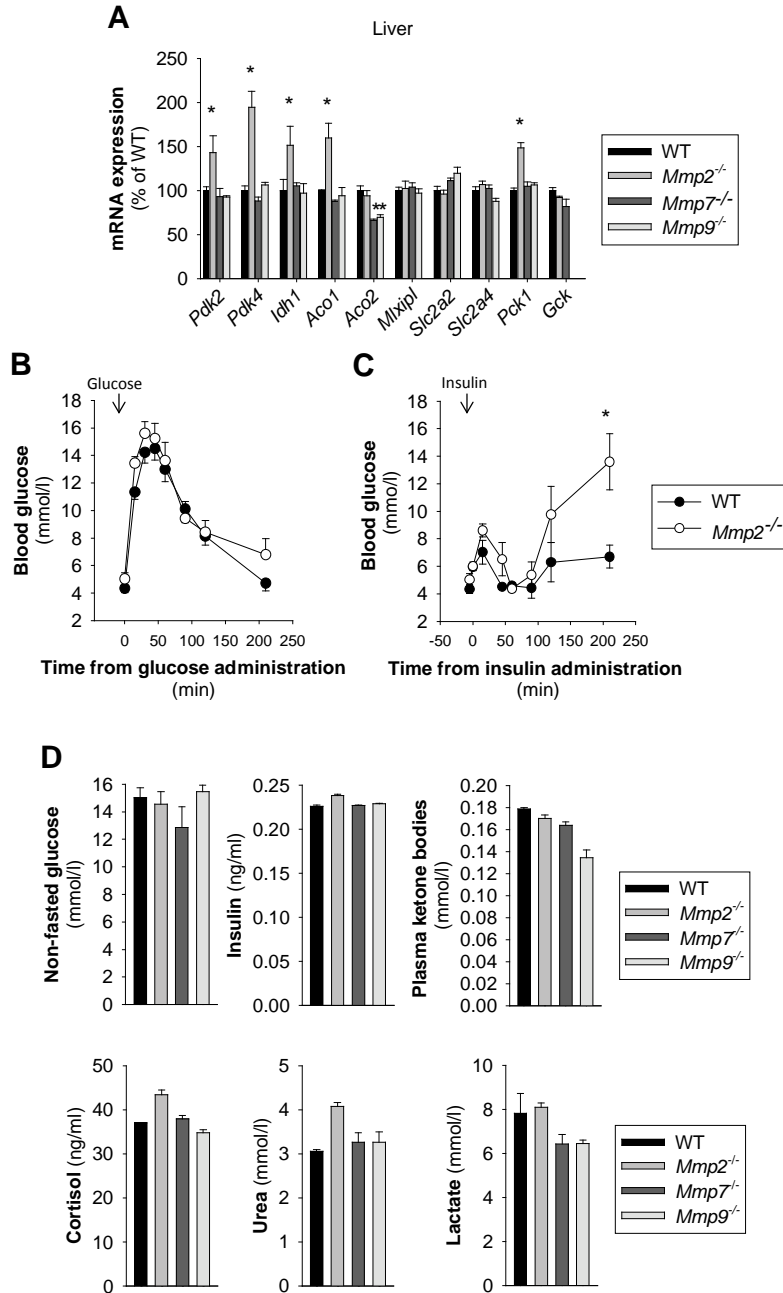 A
Liver
mRNA expression
(% of WT)
250
200
150
100
50
0
*
*
*
*
**
*
Pdk2
Pdk4
Idh1
Aco1
Aco2
Mlxipl
Slc2a2
Slc2a4
Pck1
Gck
WT
Mmp2-/-
Mmp7-/-
Mmp9-/-
B
Glucose
Blood glucose
(mmol/l)
18
16
14
12
10
8
6
4
2
0 50 100 150 200 250
Time from glucose administration
(min)
C
Insulin
*
Blood glucose
(mmol/l)
18
16
14
12
10
8
6
4
2
-50 0 50 100 150 200 250
Time from insulin administration
(min)
WT
Mmp2-/-
D
Non-fasted glucose
(mmol/l)
16
14
12
10
8
6
4
16
2
0
Insulin (ng/ml)
0.25
0.20
0.15
0.10
0.05
0.00
Plasma ketone bodies
(mmol/l)
0.20
0.18
0.16
0.14
0.12
0.10
0.08
0.06
0.04
0.02
0.00
WT
Mmp2-/-
Mmp7-/-
Mmp9-/-
Cortisol (ng/ml)
50
40
30
20
10
0
Urea (mmol/l)
5
4
3
2
1
0
Lactate (mmol/l)
10
8
6
4
2
0
WT
Mmp2-/-
Mmp7-/-
Mmp9-/-